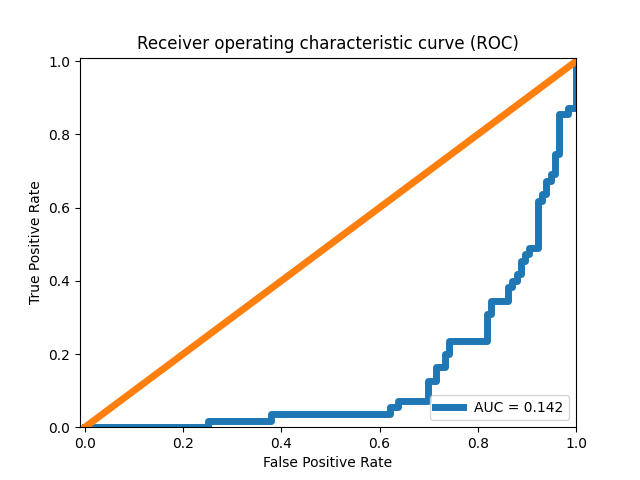 Receiver operating characteristic curve (ROC)
True Positive Rate
1.0
0.8
0.6
0.4
0.2
0.0
AUC = 0.142
0.0 0.2 0.4 0.6 0.8 1.0
False Positive Rate